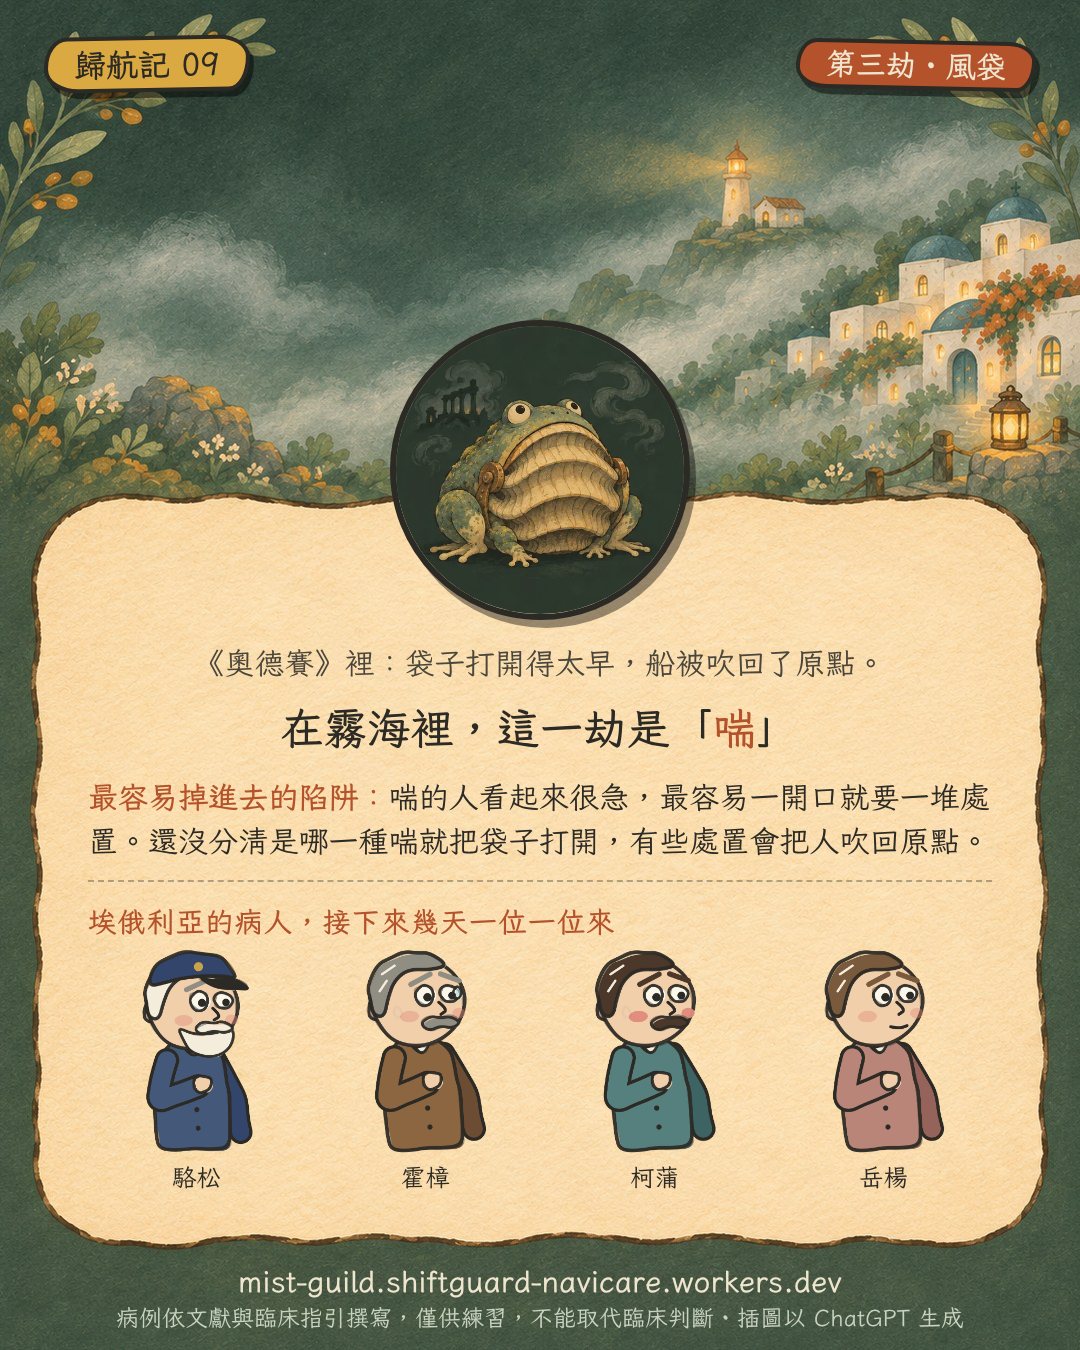 歸航記 09
第三劫・風袋
《奧德賽》裡：袋子打開得太早，船被吹回了原點。
在霧海裡，這一劫是「喘」
最容易掉進去的陷阱：喘的人看起來很急，最容易一開口就要一堆處
置。還沒分清是哪一種喘就把袋子打開，有些處置會把人吹回原點。
埃俄利亞的病人，接下來幾天一位一位來
駱松
霍樟
柯蒲
岳楊
mist-guild.shiftguard-navicare.workers.dev
病例依文獻與臨床指引撰寫，僅供練習，不能取代臨床判斷・插圖以 ChatGPT 生成